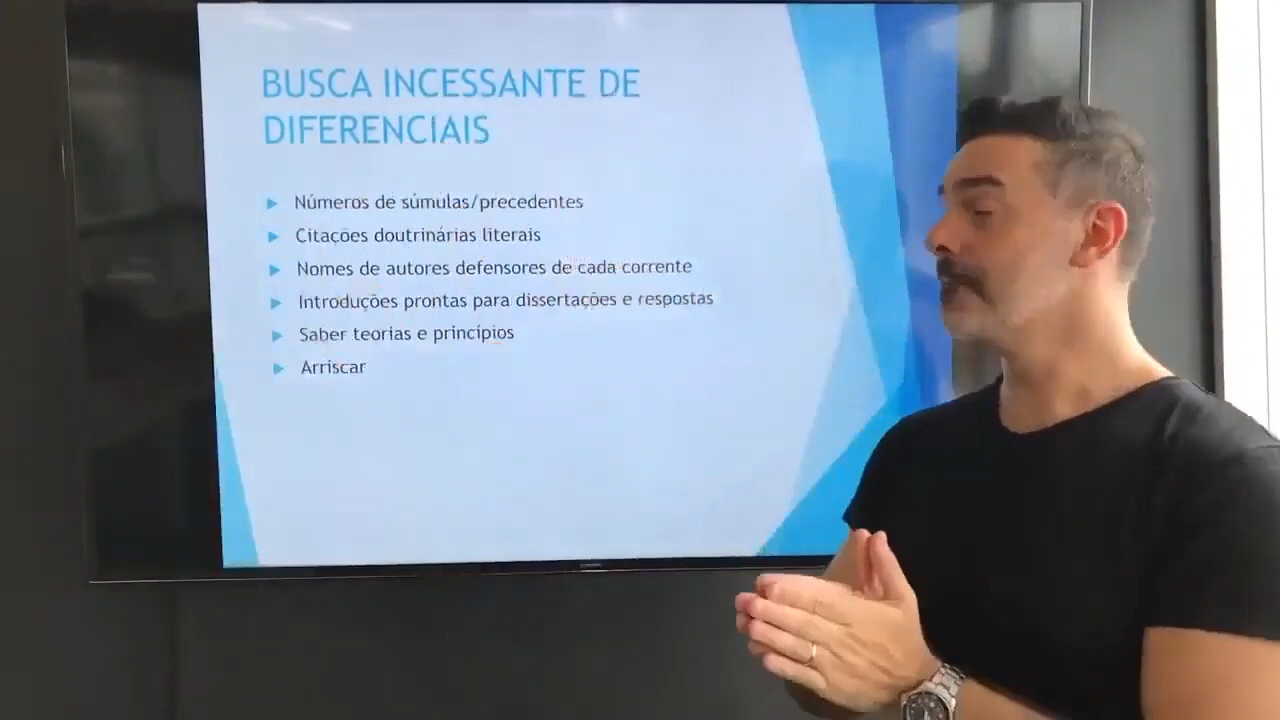 BUSCA INCESSANTE DE
DIFERENCIAIS
Números de súmulas/precedentes
Citações doutrinárias literais
Nomes de autores defensores de cada corrente
Introduções prontas para dissertações e respostas
Saber teorias e princípios
Arriscar